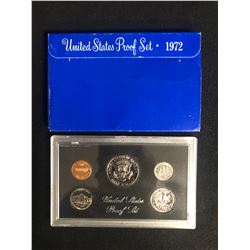 United States Proof Set · 1972
United States
Proof Set